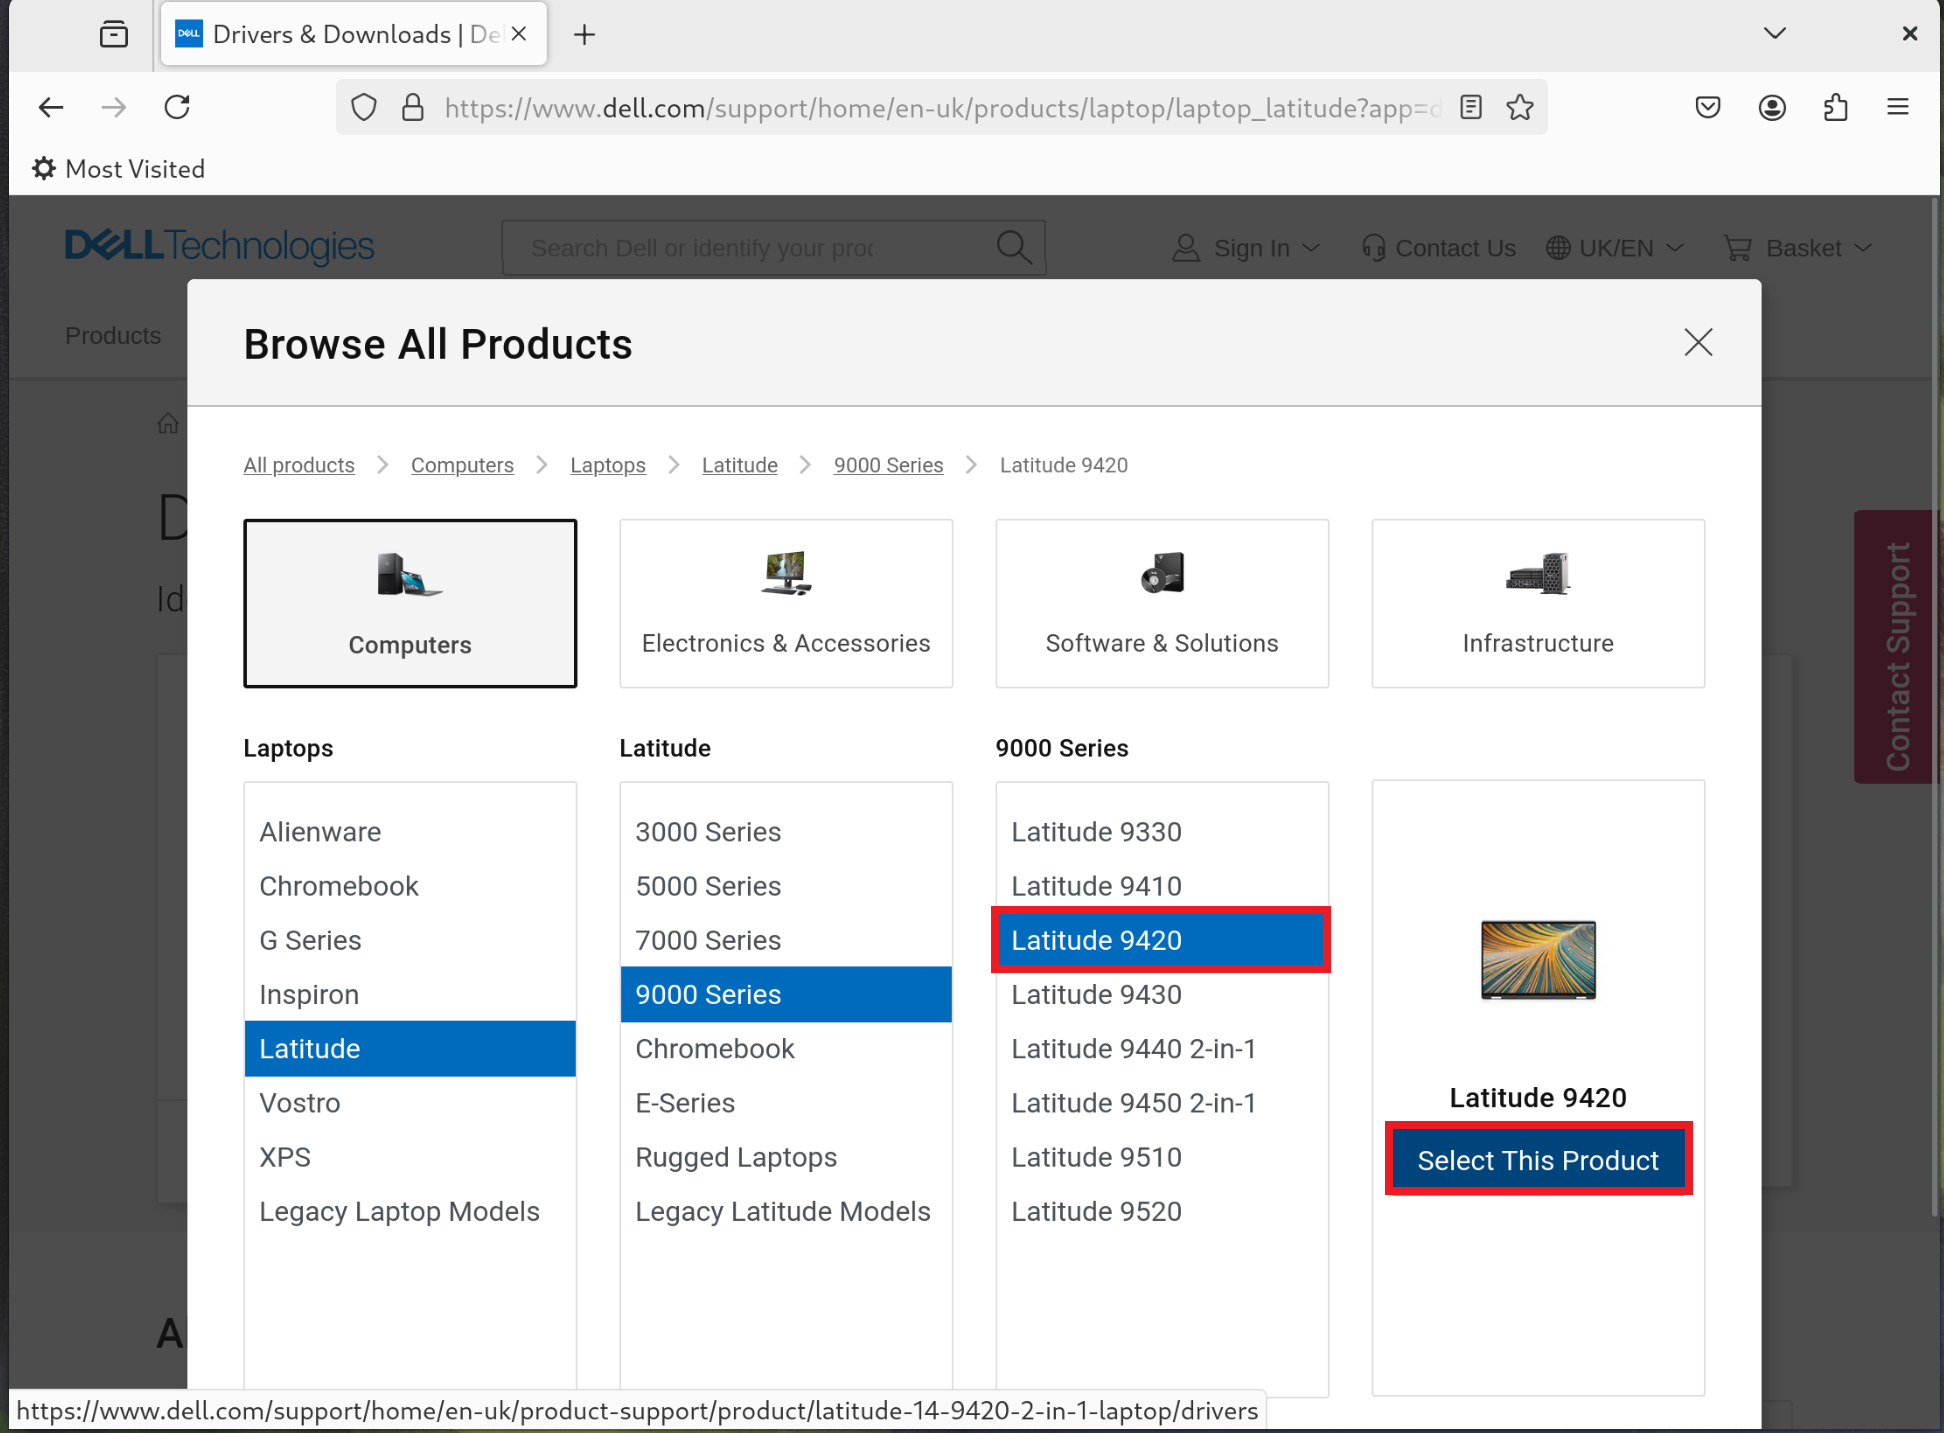 DELL Drivers & Downloads | De
https://www.dell.com/support/home/en-uk/products/laptop/laptop_latitude?app=d
Most Visited
DELLTechnologies
Search Dell or identify your proc
Sign In
Contact Us
UK/EN
Basket
Products
Browse All Products
All products
Computers
Laptops
Latitude
9000 Series
Latitude 9420
D
Id
Computers
Electronics & Accessories
Software & Solutions
Infrastructure
Contact Support
Laptops
Alienware
Chromebook
G Series
Inspiron
Latitude
Vostro
XPS
Legacy Laptop Models
Latitude
3000 Series
5000 Series
7000 Series
9000 Series
Chromebook
E-Series
Rugged Laptops
Legacy Latitude Models
9000 Series
Latitude 9330
Latitude 9410
Latitude 9420
Latitude 9430
Latitude 9440 2-in-1
Latitude 9450 2-in-1
Latitude 9510
Latitude 9520
Latitude 9420
Select This Product
A
https://www.dell.com/support/home/en-uk/product-support/product/latitude-14-9420-2-in-1-laptop/drivers